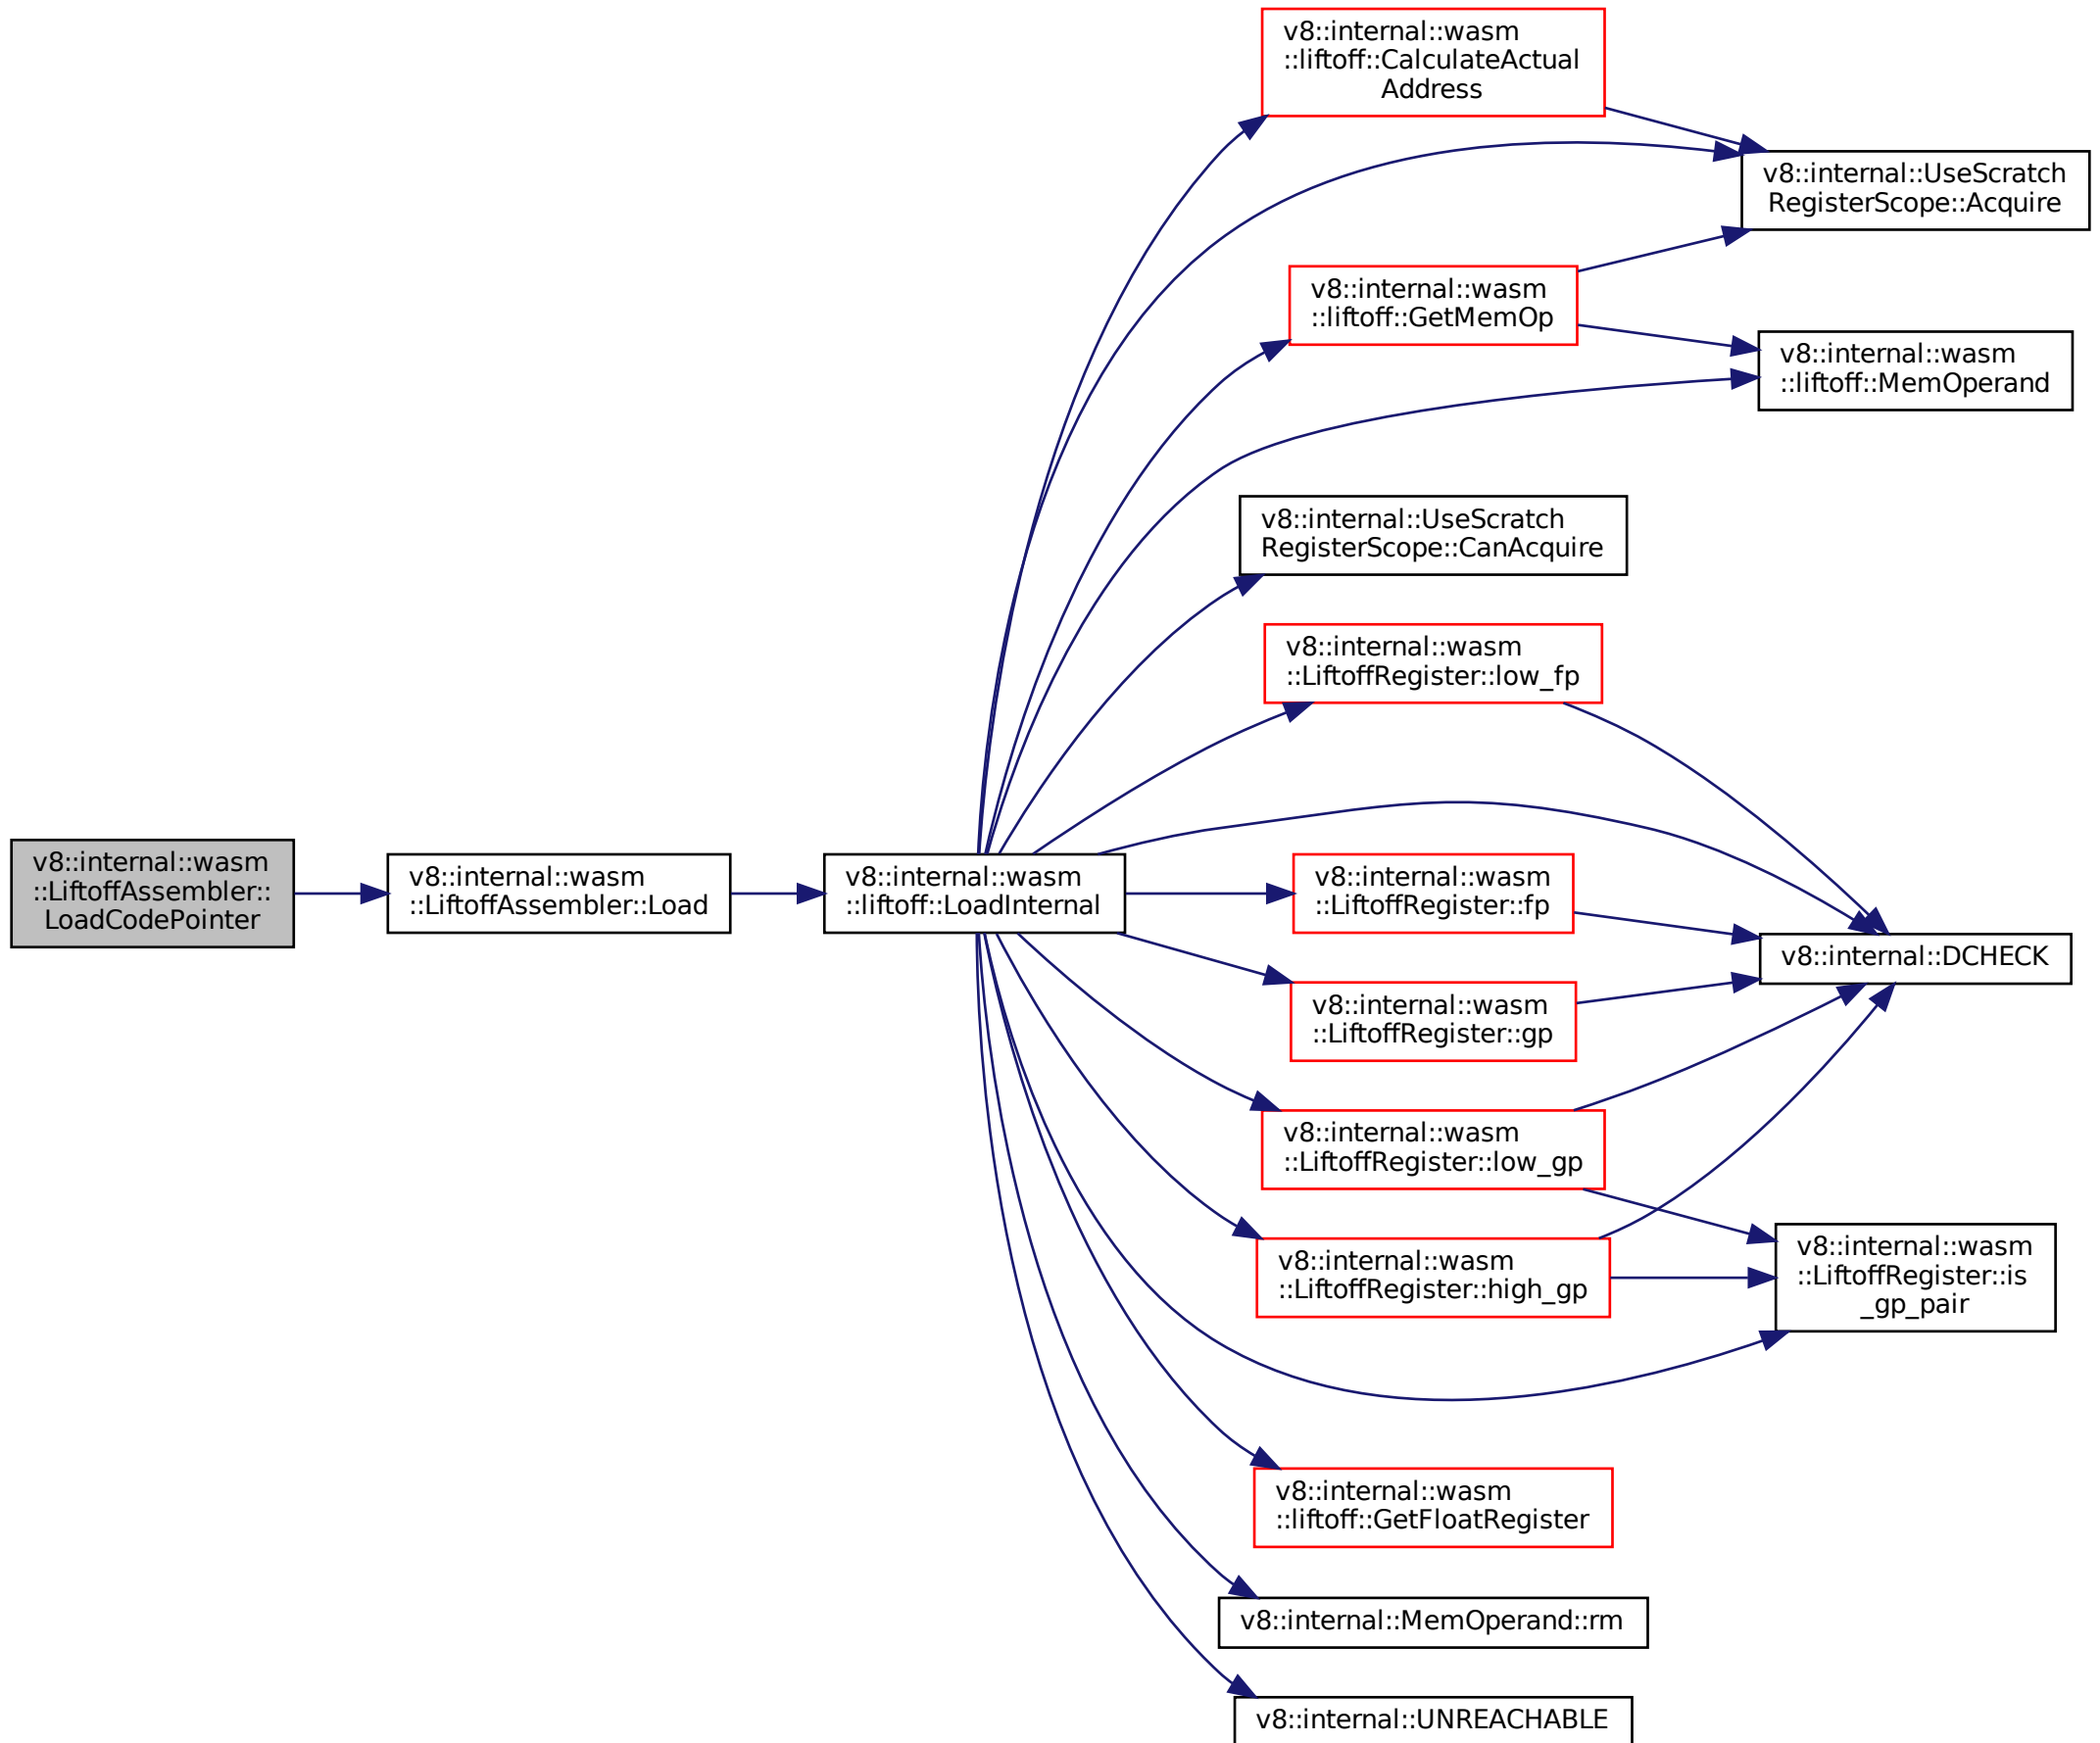 v8::internal::wasm
::liftoff::CalculateActual
Address
v8::internal::UseScratch
RegisterScope::Acquire
v8::internal::wasm
::liftoff::GetMemOp
v8::internal::wasm
::liftoff::MemOperand
v8::internal::UseScratch
RegisterScope::CanAcquire
v8::internal::wasm
::LiftoffRegister::low_fp
v8::internal::wasm
::LiftoffAssembler::
LoadCodePointer
v8::internal::wasm
::LiftoffAssembler::Load
v8::internal::wasm
::liftoff::LoadInternal
v8::internal::wasm
::LiftoffRegister::fp
v8::internal::DCHECK
v8::internal::wasm
::LiftoffRegister::gp
v8::internal::wasm
::LiftoffRegister::low_gp
v8::internal::wasm
::LiftoffRegister::high_gp
v8::internal::wasm
::LiftoffRegister::is
_gp_pair
v8::internal::wasm
::liftoff::GetFloatRegister
v8::internal::MemOperand::rm
v8::internal::UNREACHABLE